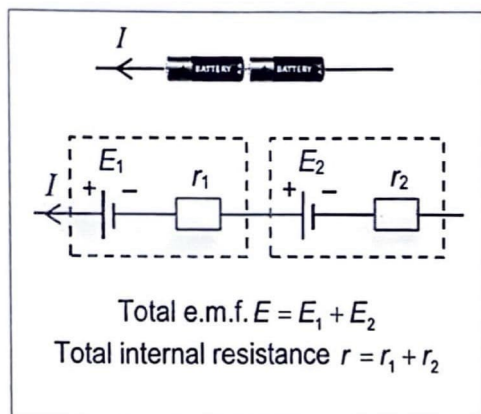 I
BATTERY BATTERY
E₁ r₁ E₂ r₂
I + − + −
Total e.m.f. E = E₁ + E₂
Total internal resistance r = r₁ + r₂